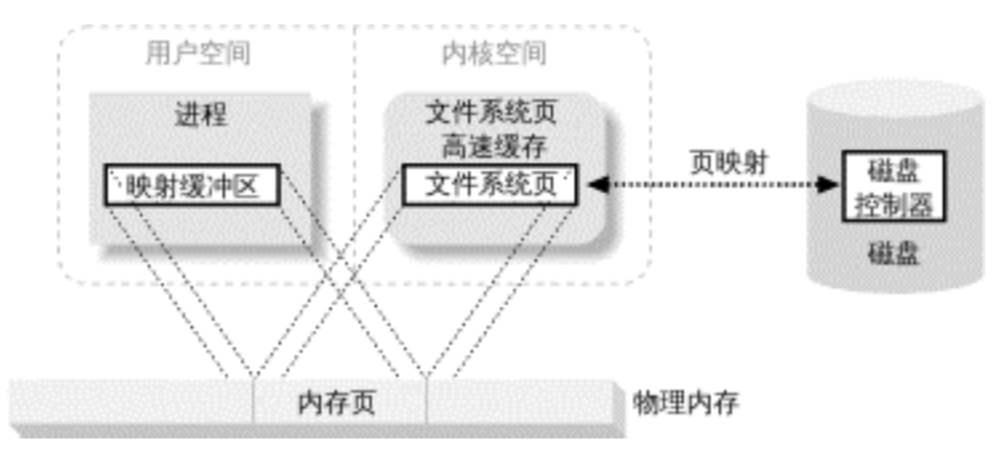 用户空间
内核空间
进程
映射缓冲区
文件系统页
高速缓存
文件系统页
页映射
磁盘
控制器
磁盘
内存页
物理内存